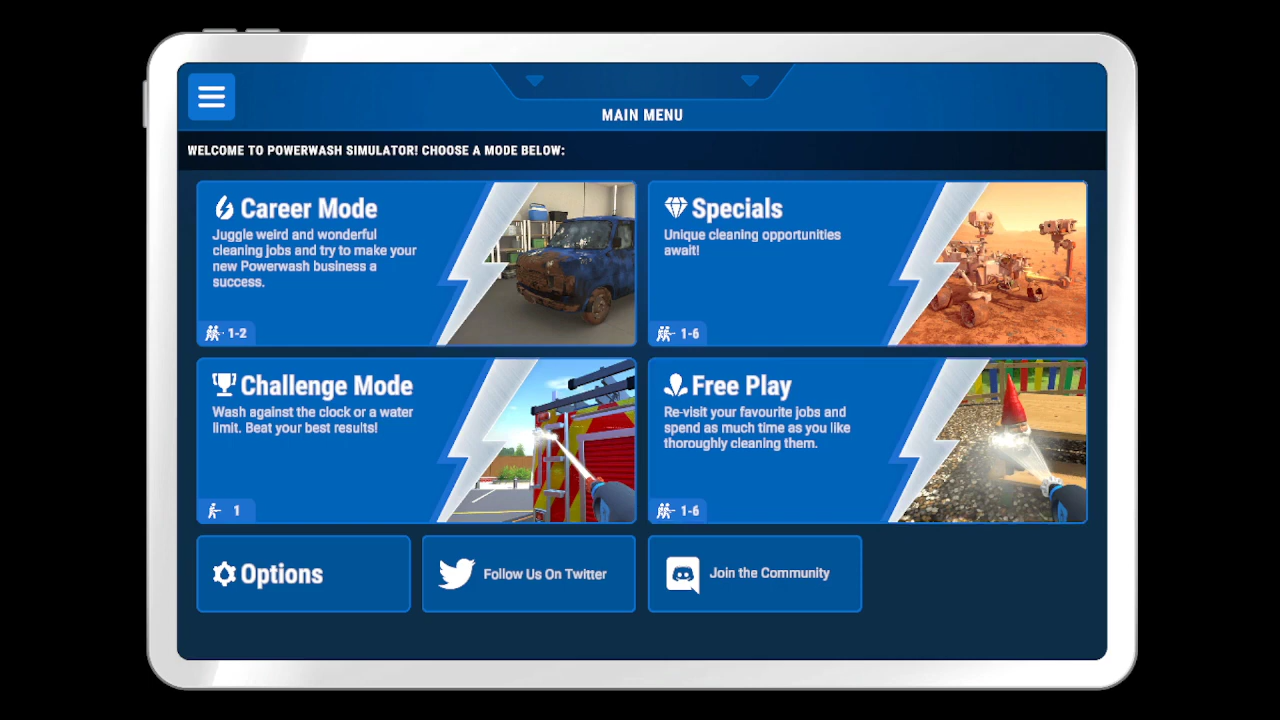 MAIN MENU
WELCOME TO POWERWASH SIMULATOR! CHOOSE A MODE BELOW:
Career Mode
Juggle weird and wonderful
cleaning jobs and try to make your
new Powerwash business a
success.
1-2
Specials
Unique cleaning opportunities
await!
1-6
Challenge Mode
Wash against the clock or a water
limit. Beat your best results!
1
Free Play
Re-visit your favourite jobs and
spend as much time as you like
thoroughly cleaning them.
1-6
Options
Follow Us On Twitter
Join the Community